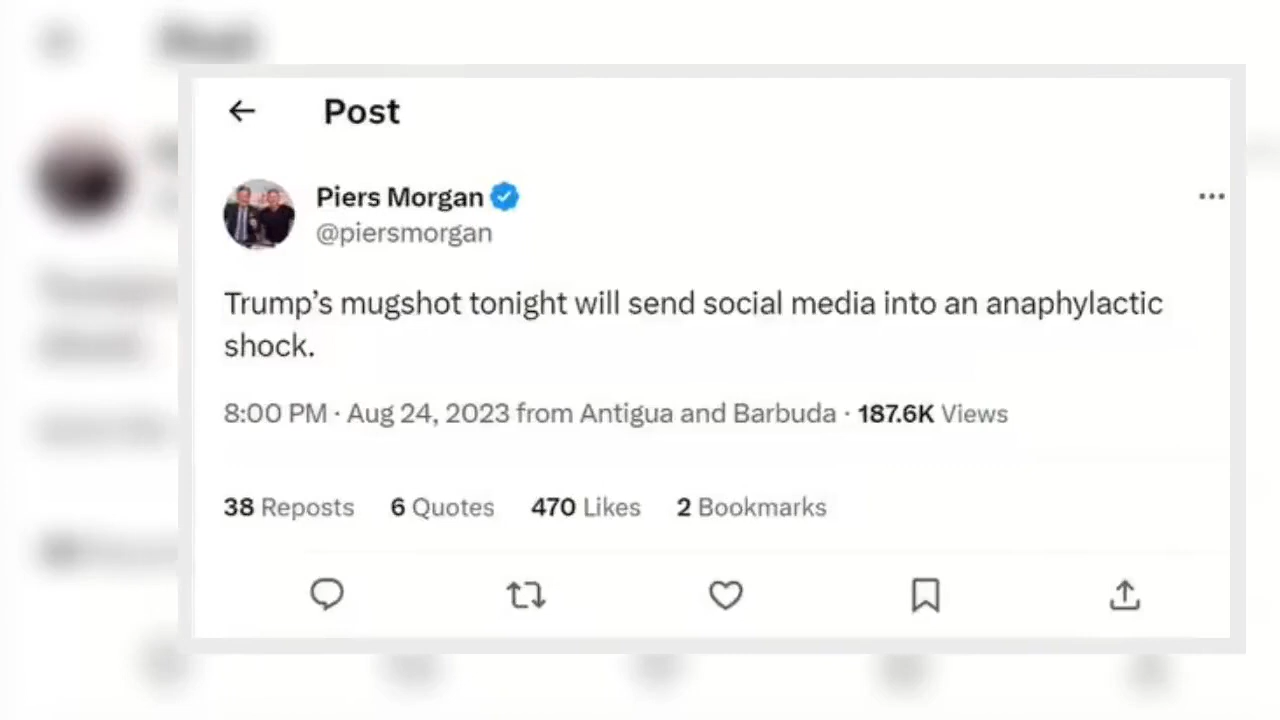 Post
Piers Morgan
@piersmorgan
Trump’s mugshot tonight will send social media into an anaphylactic
shock.
8:00 PM · Aug 24, 2023 from Antigua and Barbuda · 187.6K Views
38 Reposts 6 Quotes 470 Likes 2 Bookmarks